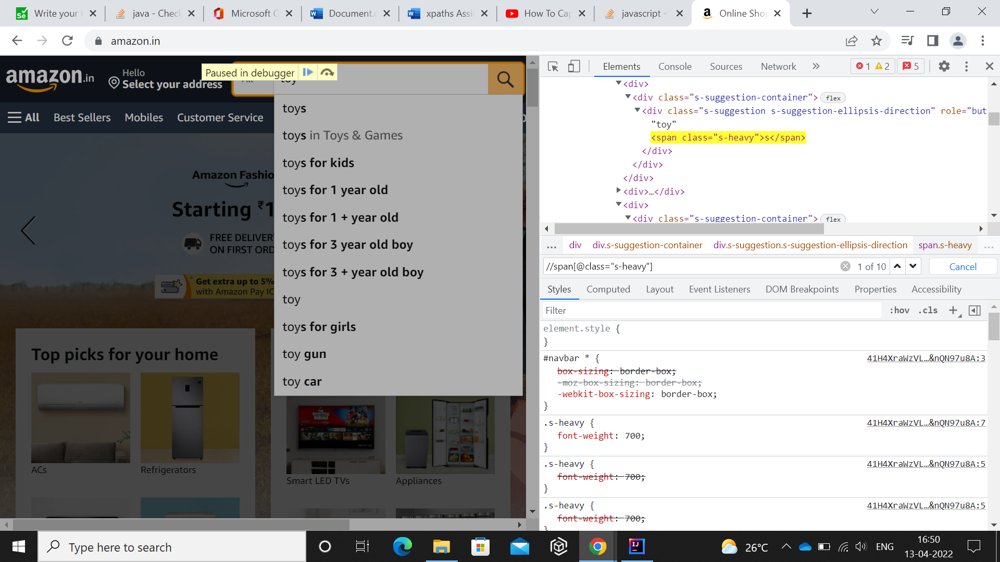 Write your f
java - Check
Microsoft O
Document.c
xpaths Assig
How To Cap
javascript -
Online Shop
amazon.in
amazon.in
Hello
Select your address
Paused in debugger
All
toy
All
Best Sellers
Mobiles
Customer Service
toys
toys in Toys & Games
toys for kids
toys for 1 year old
toys for 1 + year old
toys for 3 year old boy
toys for 3 + year old boy
toy
toys for girls
toy gun
toy car
Amazon Fashio
Starting ₹1
FREE DELIVERY
ON FIRST ORD
Get extra up to 5%
with Amazon Pay IC
Top picks for your home
ACs
Refrigerators
Smart LED TVs
Appliances
Elements
Console
Sources
Network
1
2
5
<div>
<div class="s-suggestion-container"> flex
<div class="s-suggestion s-suggestion-ellipsis-direction" role="but
"toy"
<span class="s-heavy">s</span>
</div>
</div>
</div>
<div>…</div>
<div>
<div class="s-suggestion-container"> flex
... div div.s-suggestion-container div.s-suggestion.s-suggestion-ellipsis-direction span.s-heavy ...
//span[@class="s-heavy"]
1 of 10
Cancel
Styles
Computed
Layout
Event Listeners
DOM Breakpoints
Properties
Accessibility
Filter
:hov .cls
element.style {
}
#navbar * { 41H4XraWzVL…&nQN97u8A:3
box-sizing: border-box;
-moz-box-sizing: border-box;
-webkit-box-sizing: border-box;
}
.s-heavy { 41H4XraWzVL…&nQN97u8A:7
font-weight: 700;
}
.s-heavy { 41H4XraWzVL…&nQN97u8A:5
font-weight: 700;
}
.s-heavy { 41H4XraWzVL…&nQN97u8A:5
font-weight: 700;
}
Type here to search
26°C
ENG
16:50
13-04-2022